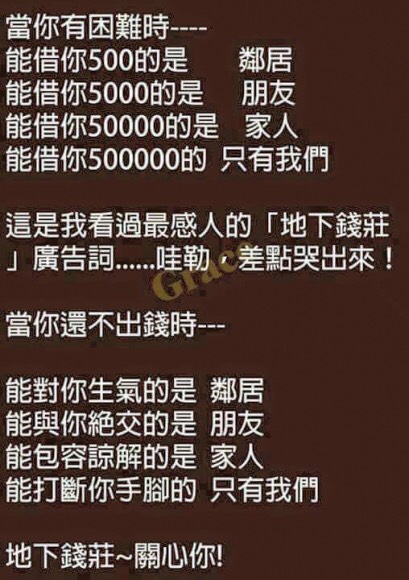 當你有困難時----
能借你500的是 鄰居
能借你5000的是 朋友
能借你50000的是 家人
能借你500000的 只有我們
這是我看過最感人的「地下錢莊
」廣告詞......哇勒，差點哭出來！
Grace
當你還不出錢時---
能對你生氣的是 鄰居
能與你絕交的是 朋友
能包容諒解的是 家人
能打斷你手腳的 只有我們
地下錢莊~關心你!